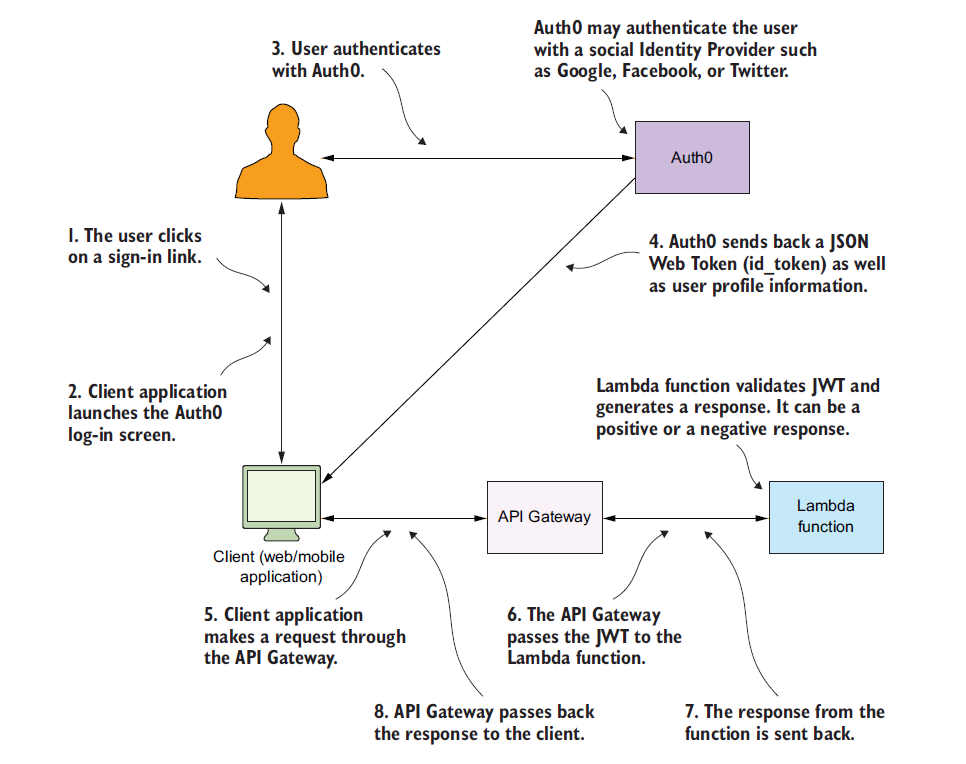 3. User authenticates
with Auth0.
Auth0 may authenticate the user
with a social Identity Provider such
as Google, Facebook, or Twitter.
Auth0
1. The user clicks
on a sign-in link.
4. Auth0 sends back a JSON
Web Token (id_token) as well
as user profile information.
2. Client application
launches the Auth0
log-in screen.
Lambda function validates JWT and
generates a response. It can be a
positive or a negative response.
API Gateway
Lambda
function
Client (web/mobile
application)
5. Client application
makes a request through
the API Gateway.
6. The API Gateway
passes the JWT to the
Lambda function.
8. API Gateway passes back
the response to the client.
7. The response from the
function is sent back.